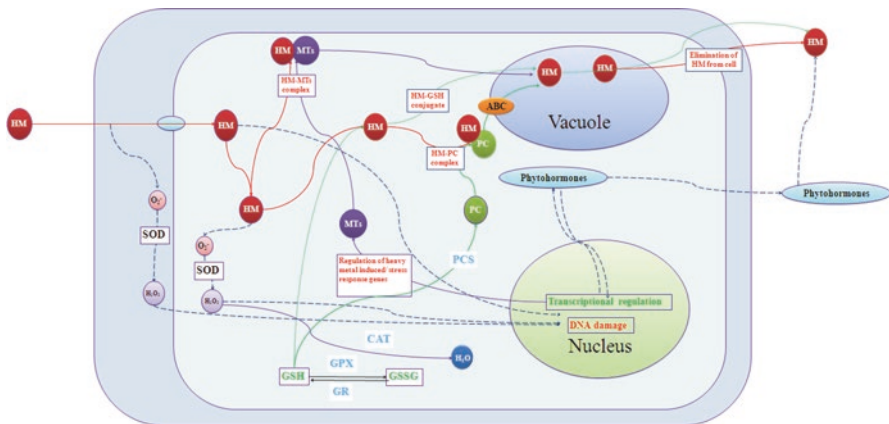 HM
MTs
HM
HM-MTs
complex
HM
HM
HM
HM-GSH
conjugate
HM
HM-PC
complex
HM
PC
ABC
HM
HM
Vacuole
Elimination of
HM from cell
HM
Phytohormones
Phytohormones
O₂⁻
SOD
H₂O₂
O₂⁻
SOD
H₂O₂
MTs
PC
PCS
Regulation of heavy
metal induced/ stress
response genes
Transcriptional regulation
DNA damage
Nucleus
CAT
H₂O
GPX
GSH
GSSG
GR